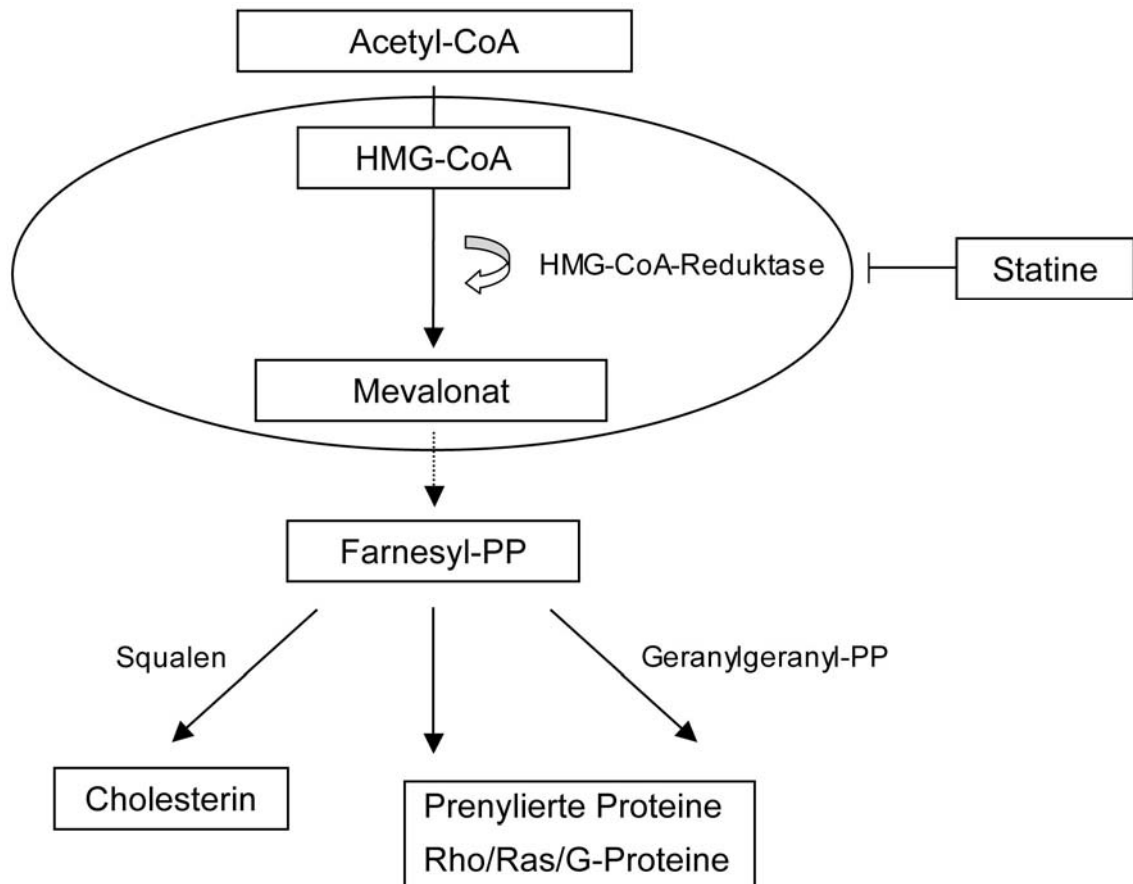 Acetyl-CoA
HMG-CoA
HMG-CoA-Reduktase
Statine
Mevalonat
Farnesyl-PP
Squalen
Geranylgeranyl-PP
Cholesterin
Prenylierte Proteine
Rho/Ras/G-Proteine